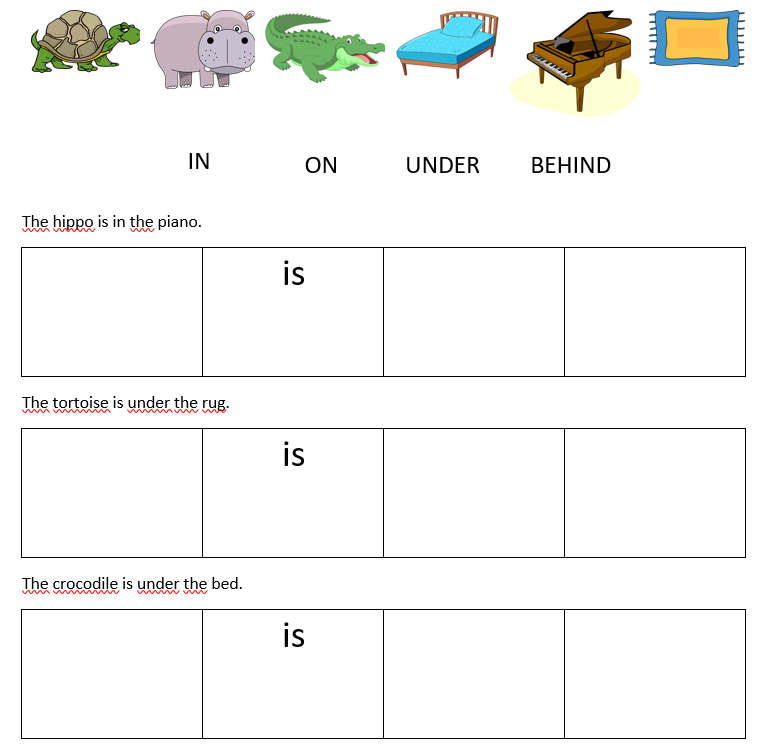 IN ON UNDER BEHIND
The hippo is in the piano.
is
The tortoise is under the rug.
is
The crocodile is under the bed.
is